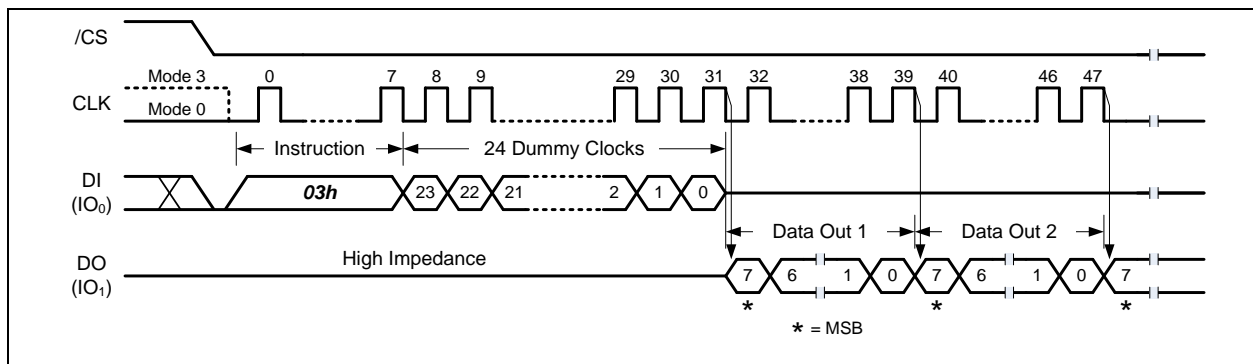 /CS
Mode 3 0 7 8 9 29 30 31 32 38 39 40 46 47
CLK
Mode 0
Instruction 24 Dummy Clocks
DI
(IO₀)
03h 23 22 21 2 1 0
Data Out 1 Data Out 2
DO
(IO₁)
High Impedance
7 6 1 0 7 6 1 0 7
* * *
* = MSB